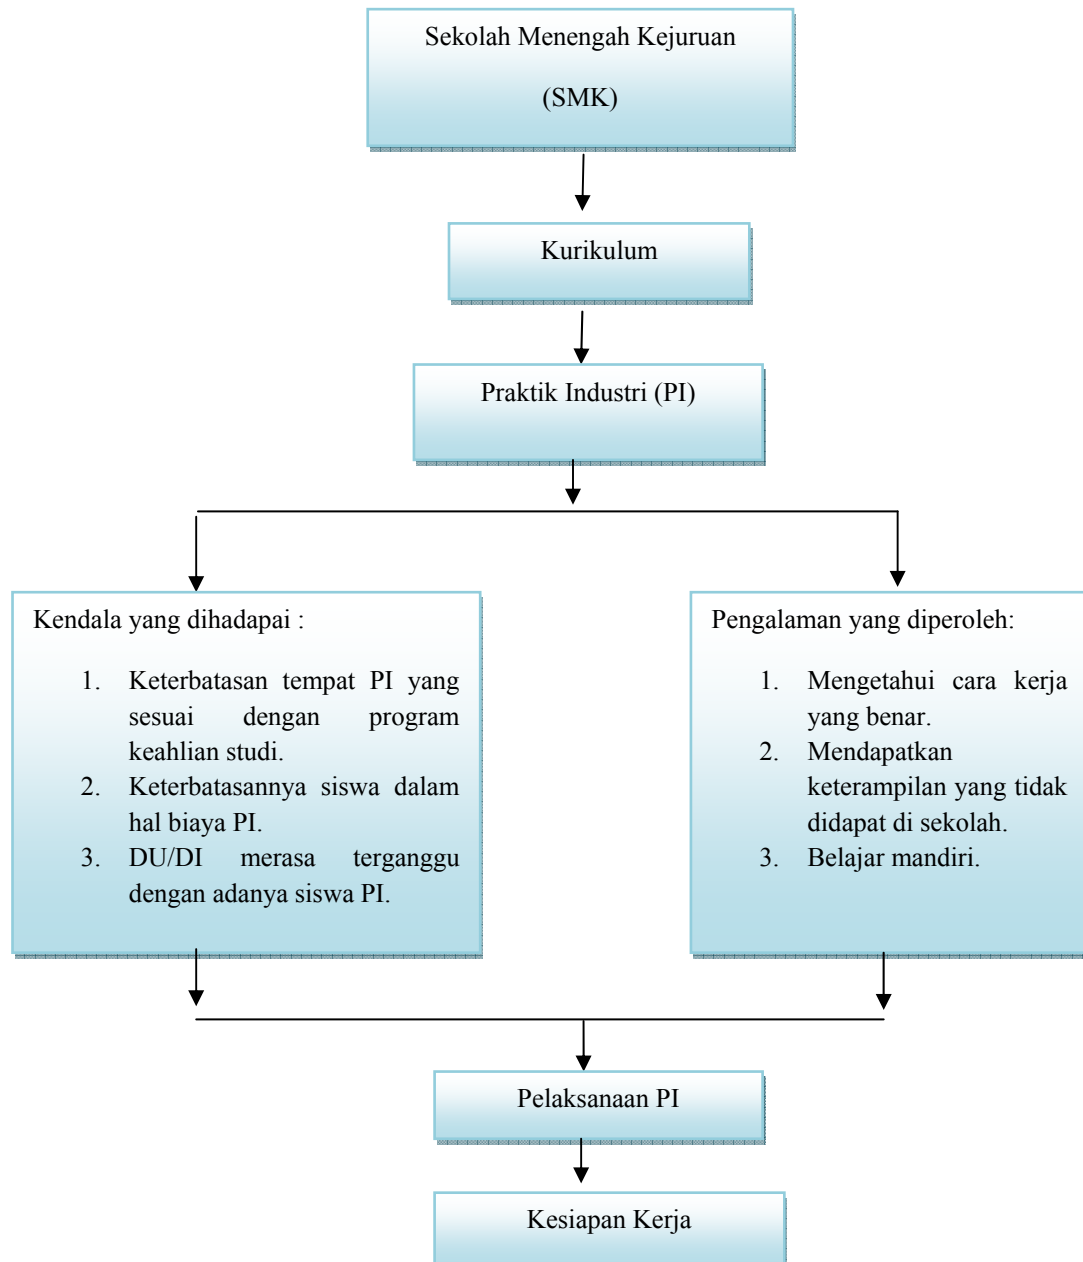 Sekolah Menengah Kejuruan
(SMK)
Kurikulum
Praktik Industri (PI)
Kendala yang dihadapai :
1. Keterbatasan tempat PI yang
sesuai dengan program
keahlian studi.
2. Keterbatasannya siswa dalam
hal biaya PI.
3. DU/DI merasa terganggu
dengan adanya siswa PI.
Pengalaman yang diperoleh:
1. Mengetahui cara kerja
yang benar.
2. Mendapatkan
keterampilan yang tidak
didapat di sekolah.
3. Belajar mandiri.
Pelaksanaan PI
Kesiapan Kerja